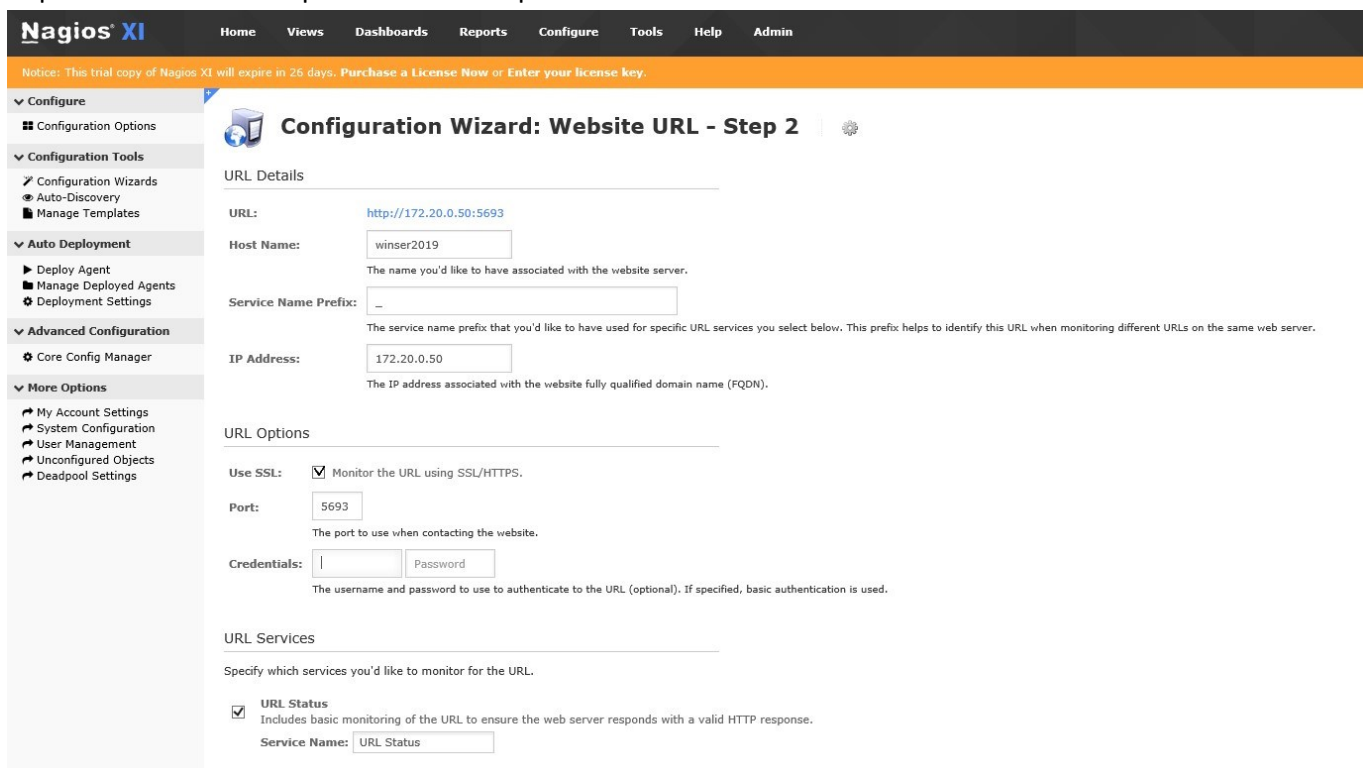 Nagios® XI
Home Views Dashboards Reports Configure Tools Help Admin
Notice: This trial copy of Nagios XI will expire in 26 days. Purchase a License Now or Enter your license key.
Configure
Configuration Options
Configuration Tools
Configuration Wizards
Auto-Discovery
Manage Templates
Auto Deployment
Deploy Agent
Manage Deployed Agents
Deployment Settings
Advanced Configuration
Core Config Manager
More Options
My Account Settings
System Configuration
User Management
Unconfigured Objects
Deadpool Settings
Configuration Wizard: Website URL - Step 2
URL Details
URL: http://172.20.0.50:5693
Host Name: winser2019
The name you'd like to have associated with the website server.
Service Name Prefix: _
The service name prefix that you'd like to have used for specific URL services you select below. This prefix helps to identify this URL when monitoring different URLs on the same web server.
IP Address: 172.20.0.50
The IP address associated with the website fully qualified domain name (FQDN).
URL Options
Use SSL: Monitor the URL using SSL/HTTPS.
Port: 5693
The port to use when contacting the website.
Credentials: Password
The username and password to use to authenticate to the URL (optional). If specified, basic authentication is used.
URL Services
Specify which services you'd like to monitor for the URL.
URL Status
Includes basic monitoring of the URL to ensure the web server responds with a valid HTTP response.
Service Name: URL Status